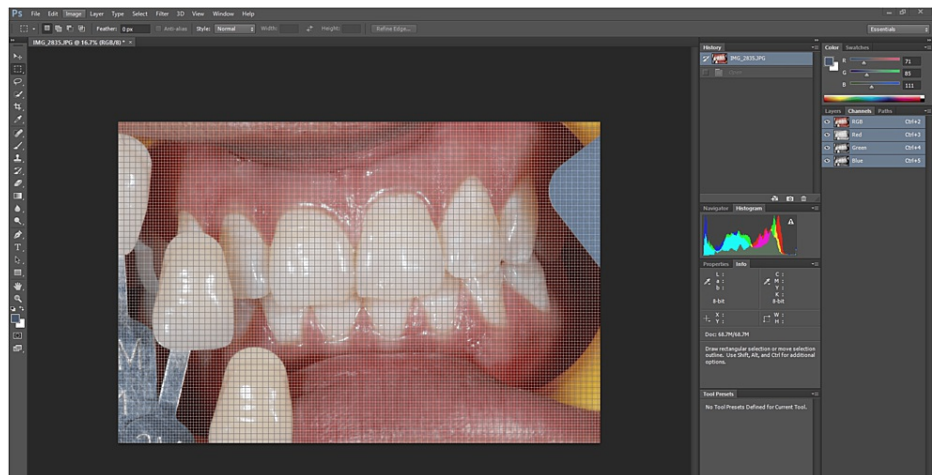 Ps File Edit Image Layer Type Select Filter 3D View Window Help
Feather: 0 px Anti-alias Style: Normal Width: Height: Refine Edge... Essentials
IMG_2835.JPG @ 16.7% (RGB/8) *
History
IMG_2835.JPG
Open
Color Swatches
R 71
G 85
B 111
Layers Channels Paths
RGB Ctrl+2
Red Ctrl+3
Green Ctrl+4
Blue Ctrl+5
Navigator Histogram
Properties Info
L : C :
a : M :
b : Y :
K :
8-bit 8-bit
X : W :
Y : H :
Doc: 68.7M/68.7M
Draw rectangular selection or move selection
outline. Use Shift, Alt, and Ctrl for additional
options.
Tool Presets
No Tool Presets Defined for Current Tool.